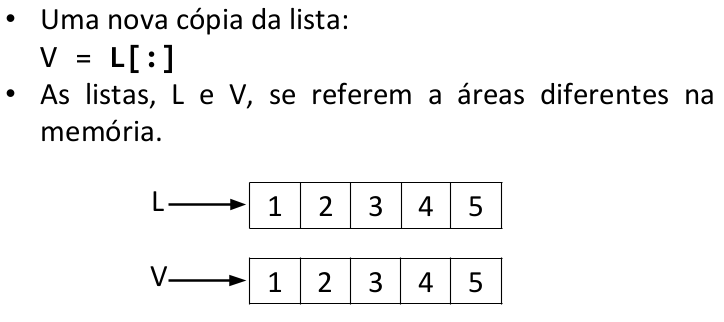 • Uma nova cópia da lista:
V = L[:]
• As listas, L e V, se referem a áreas diferentes na
memória.
L 1 2 3 4 5
V 1 2 3 4 5